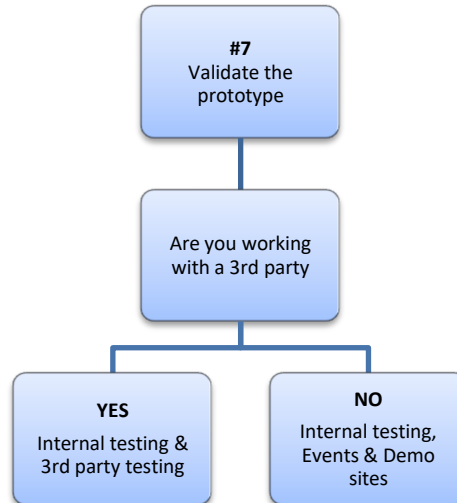 #7
Validate the
prototype
Are you working
with a 3rd party
YES
Internal testing &
3rd party testing
NO
Internal testing,
Events & Demo
sites